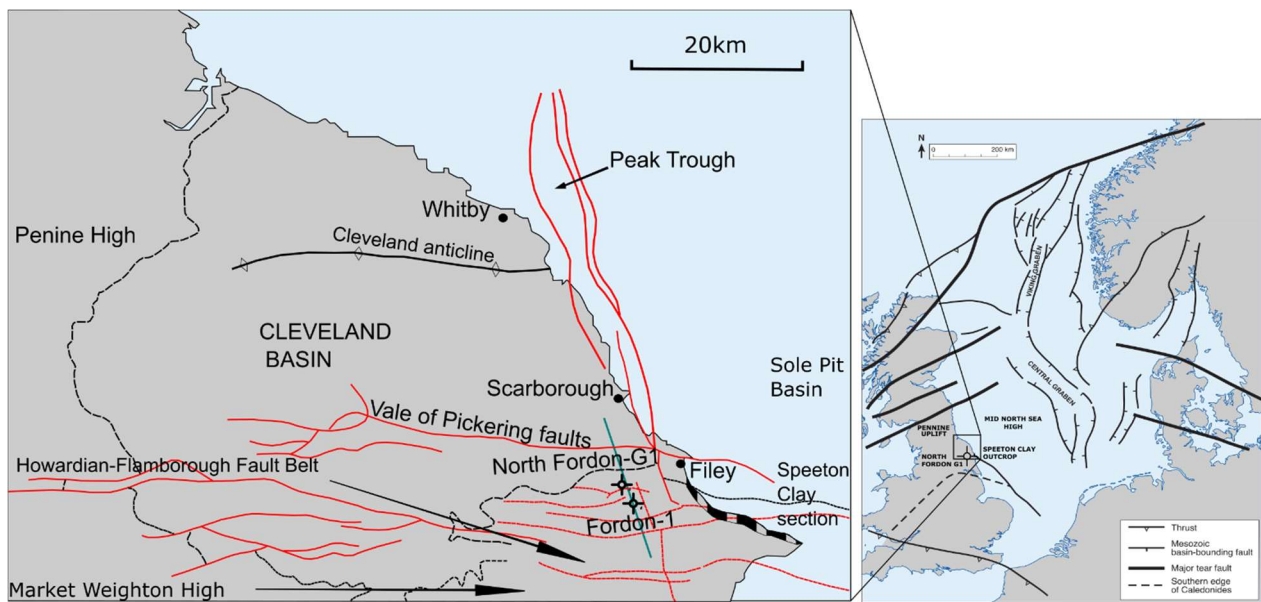 20km
Peak Trough
Whitby
Penine High
Cleveland anticline
CLEVELAND
BASIN
Sole Pit
Basin
Scarborough
Vale of Pickering faults
Howardian-Flamborough Fault Belt
North Fordon-G1
Filey
Speeton
Clay
section
Fordon-1
Market Weighton High
N
0 200 km
VIKING GRABEN
CENTRAL GRABEN
MID NORTH SEA
HIGH
PENNINE
UPLIFT
NORTH
FORDON G1
SPEETON CLAY
OUTCROP
Thrust
Mesozoic
basin-bounding fault
Major tear fault
Southern edge
of Caledonides